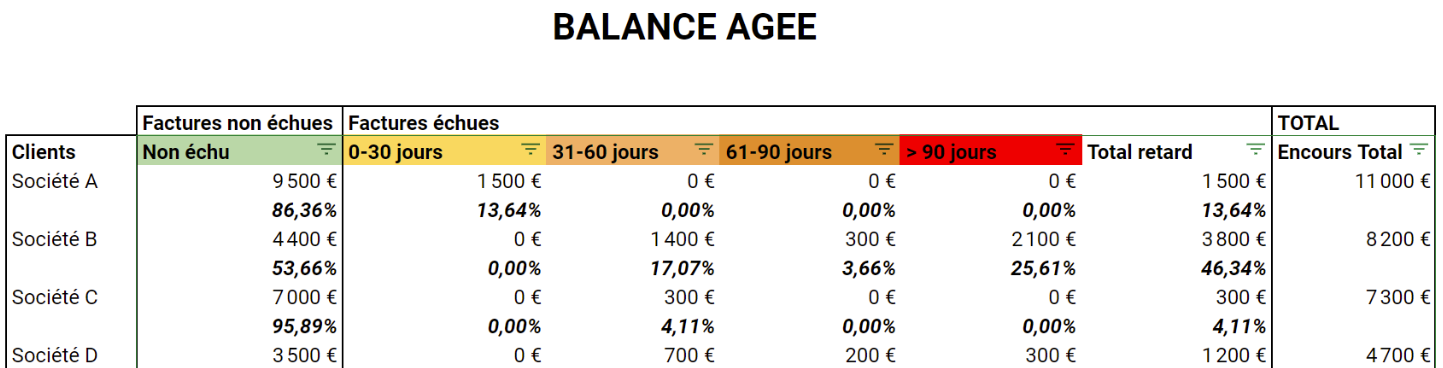 BALANCE AGEE
Factures non échues Factures échues TOTAL
Clients Non échu 0-30 jours 31-60 jours 61-90 jours > 90 jours Total retard Encours Total
Société A 9 500 € 1 500 € 0 € 0 € 0 € 1 500 € 11 000 €
86,36% 13,64% 0,00% 0,00% 0,00% 13,64%
Société B 4 400 € 0 € 1 400 € 300 € 2 100 € 3 800 € 8 200 €
53,66% 0,00% 17,07% 3,66% 25,61% 46,34%
Société C 7 000 € 0 € 300 € 0 € 0 € 300 € 7 300 €
95,89% 0,00% 4,11% 0,00% 0,00% 4,11%
Société D 3 500 € 0 € 700 € 200 € 300 € 1 200 € 4 700 €